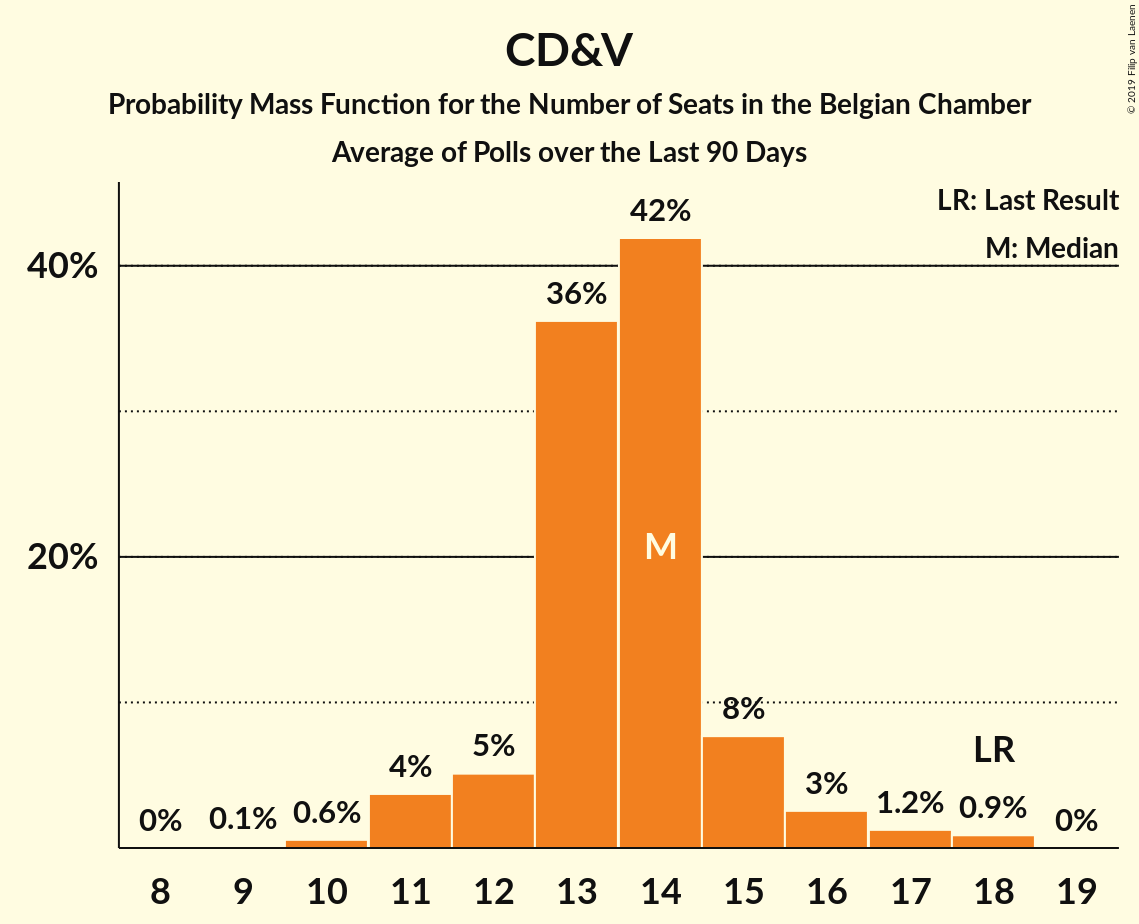 CD&V
Probability Mass Function for the Number of Seats in the Belgian Chamber
Average of Polls over the Last 90 Days
© 2019 Filip van Laenen
LR: Last Result
M: Median
40%
20%
0% 0.1% 0.6% 4% 5% 36% 42% 8% 3% 1.2% 0.9% 0%
M
LR
8 9 10 11 12 13 14 15 16 17 18 19